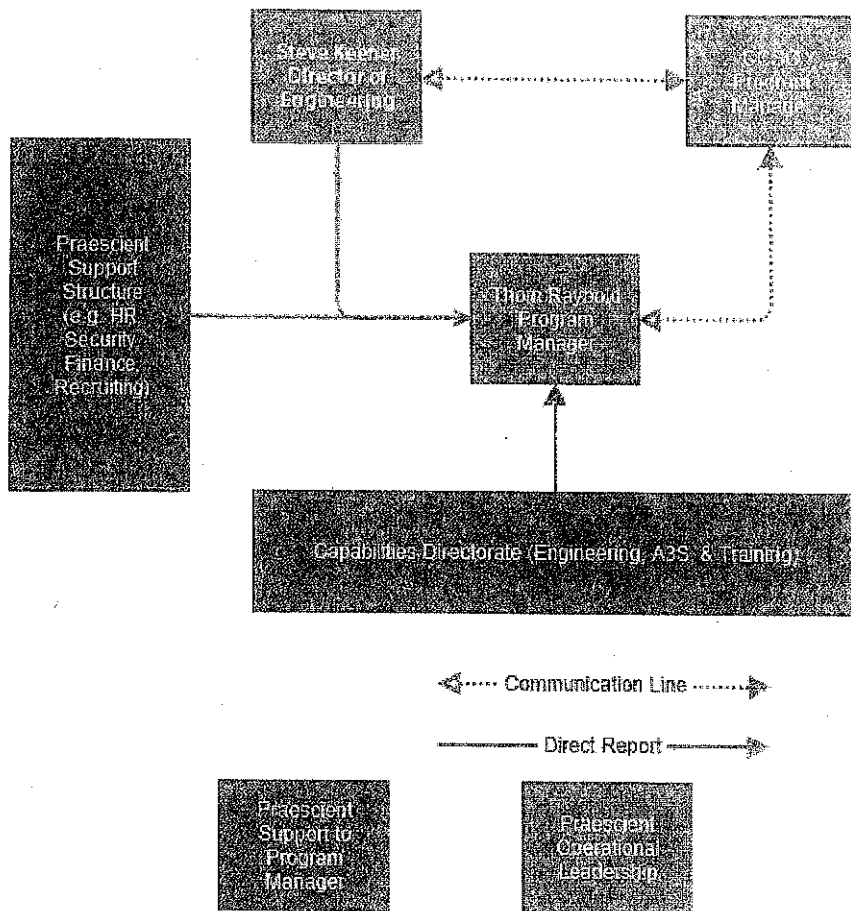 Steve Keener
Director of
Engineering
Program
Manager
Praescient
Support
Structure
(e.g. HR
Security
Finance
Recruiting)
Thom Raybold
Program
Manager
Capabilities Directorate (Engineering, A3S, & Training)
Communication Line
Direct Report
Praescient
Support to
Program
Manager
Praescient
Operational
Leadership